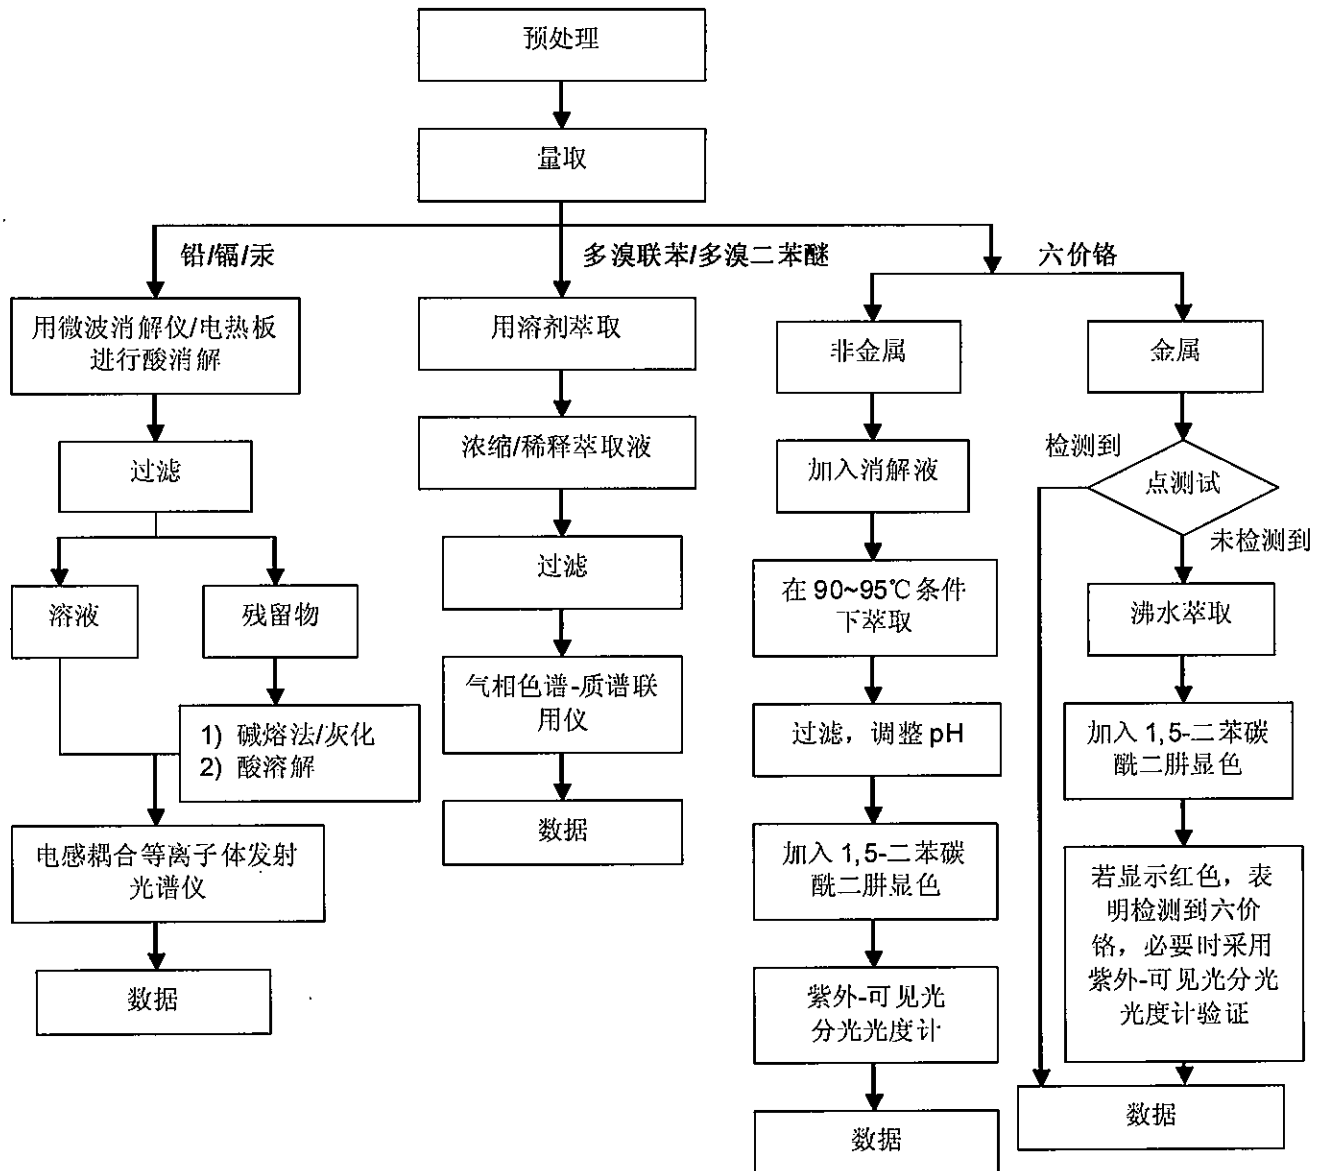 预处理
量取
铅/镉/汞
多溴联苯/多溴二苯醚
六价铬
用微波消解仪/电热板
进行酸消解
过滤
溶液
残留物
1) 碱熔法/灰化
2) 酸溶解
电感耦合等离子体发射
光谱仪
数据
用溶剂萃取
浓缩/稀释萃取液
过滤
气相色谱-质谱联
用仪
数据
非金属
加入消解液
在 90~95℃条件
下萃取
过滤，调整 pH
加入 1,5-二苯碳
酰二肼显色
紫外-可见光
分光光度计
数据
金属
检测到
点测试
未检测到
沸水萃取
加入 1,5-二苯碳
酰二肼显色
若显示红色，表
明检测到六价
铬，必要时采用
紫外-可见光分光
光度计验证
数据